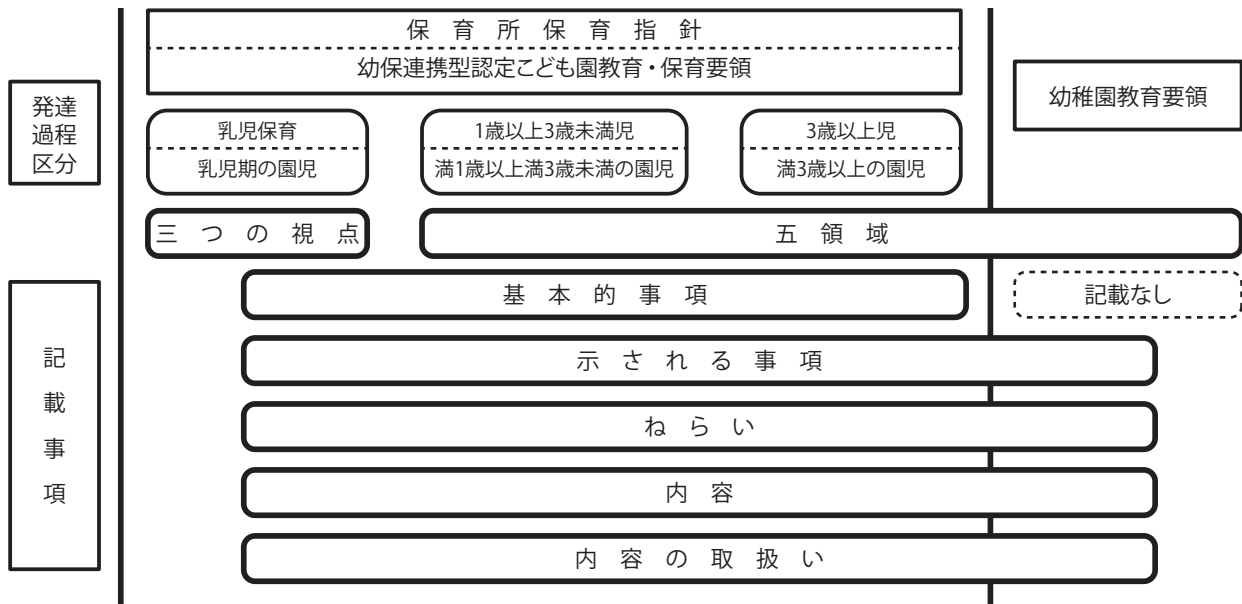 保育所保育指針
幼保連携型認定こども園教育・保育要領
幼稚園教育要領
発達
過程
区分
乳児保育
乳児期の園児
1歳以上3歳未満児
満1歳以上満3歳未満の園児
3歳以上児
満3歳以上の園児
三つの視点
五領域
記載事項
基本的事項
記載なし
示される事項
ねらい
内容
内容の取扱い